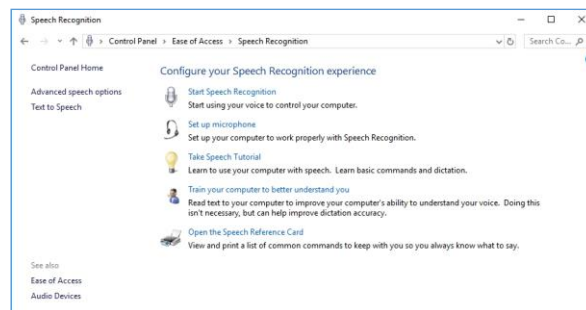 Speech Recognition
Control Panel > Ease of Access > Speech Recognition
Search Co...
Control Panel Home
Advanced speech options
Text to Speech
Configure your Speech Recognition experience
Start Speech Recognition
Start using your voice to control your computer.
Set up microphone
Set up your computer to work properly with Speech Recognition.
Take Speech Tutorial
Learn to use your computer with speech. Learn basic commands and dictation.
Train your computer to better understand you
Read text to your computer to improve your computer's ability to understand your voice. Doing this
isn't necessary, but can help improve dictation accuracy.
Open the Speech Reference Card
View and print a list of common commands to keep with you so you always know what to say.
See also
Ease of Access
Audio Devices